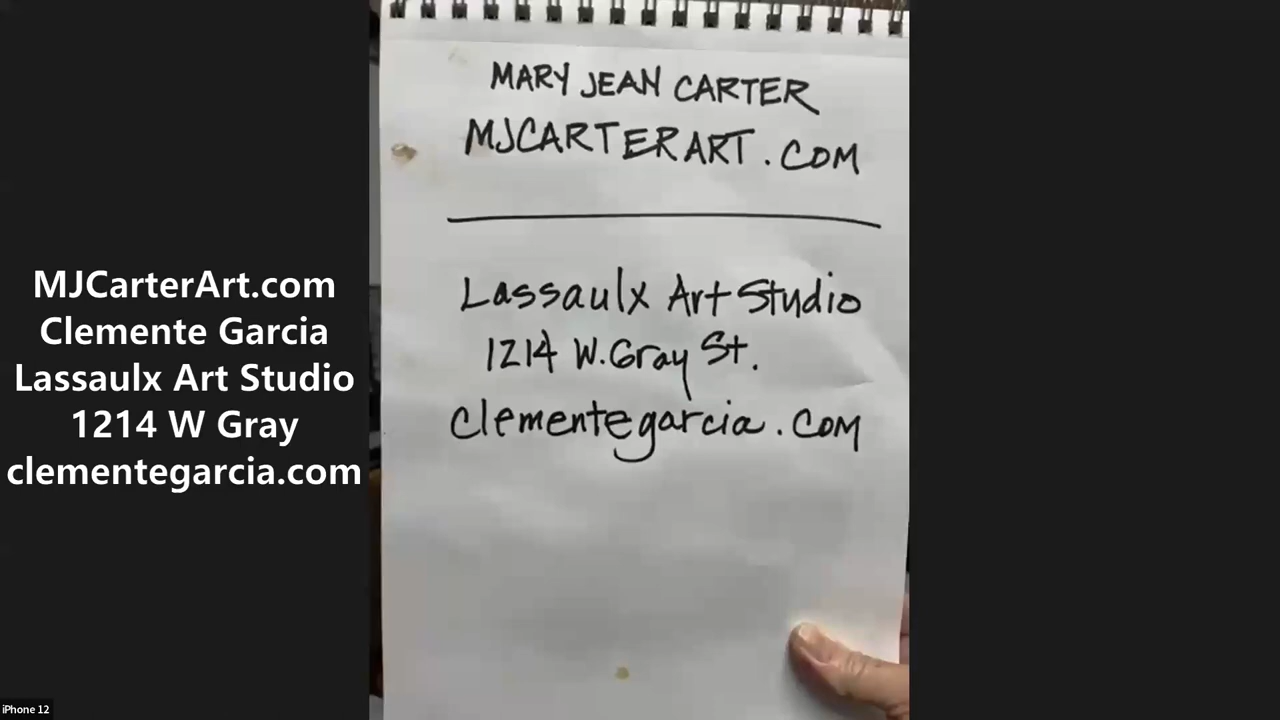 MARY JEAN CARTER
MJCARTERART.COM
Lassaulx Art Studio
1214 W. Gray St.
clementegarcia.com
MJCarterArt.com
Clemente Garcia
Lassaulx Art Studio
1214 W Gray
clementegarcia.com
iPhone 12